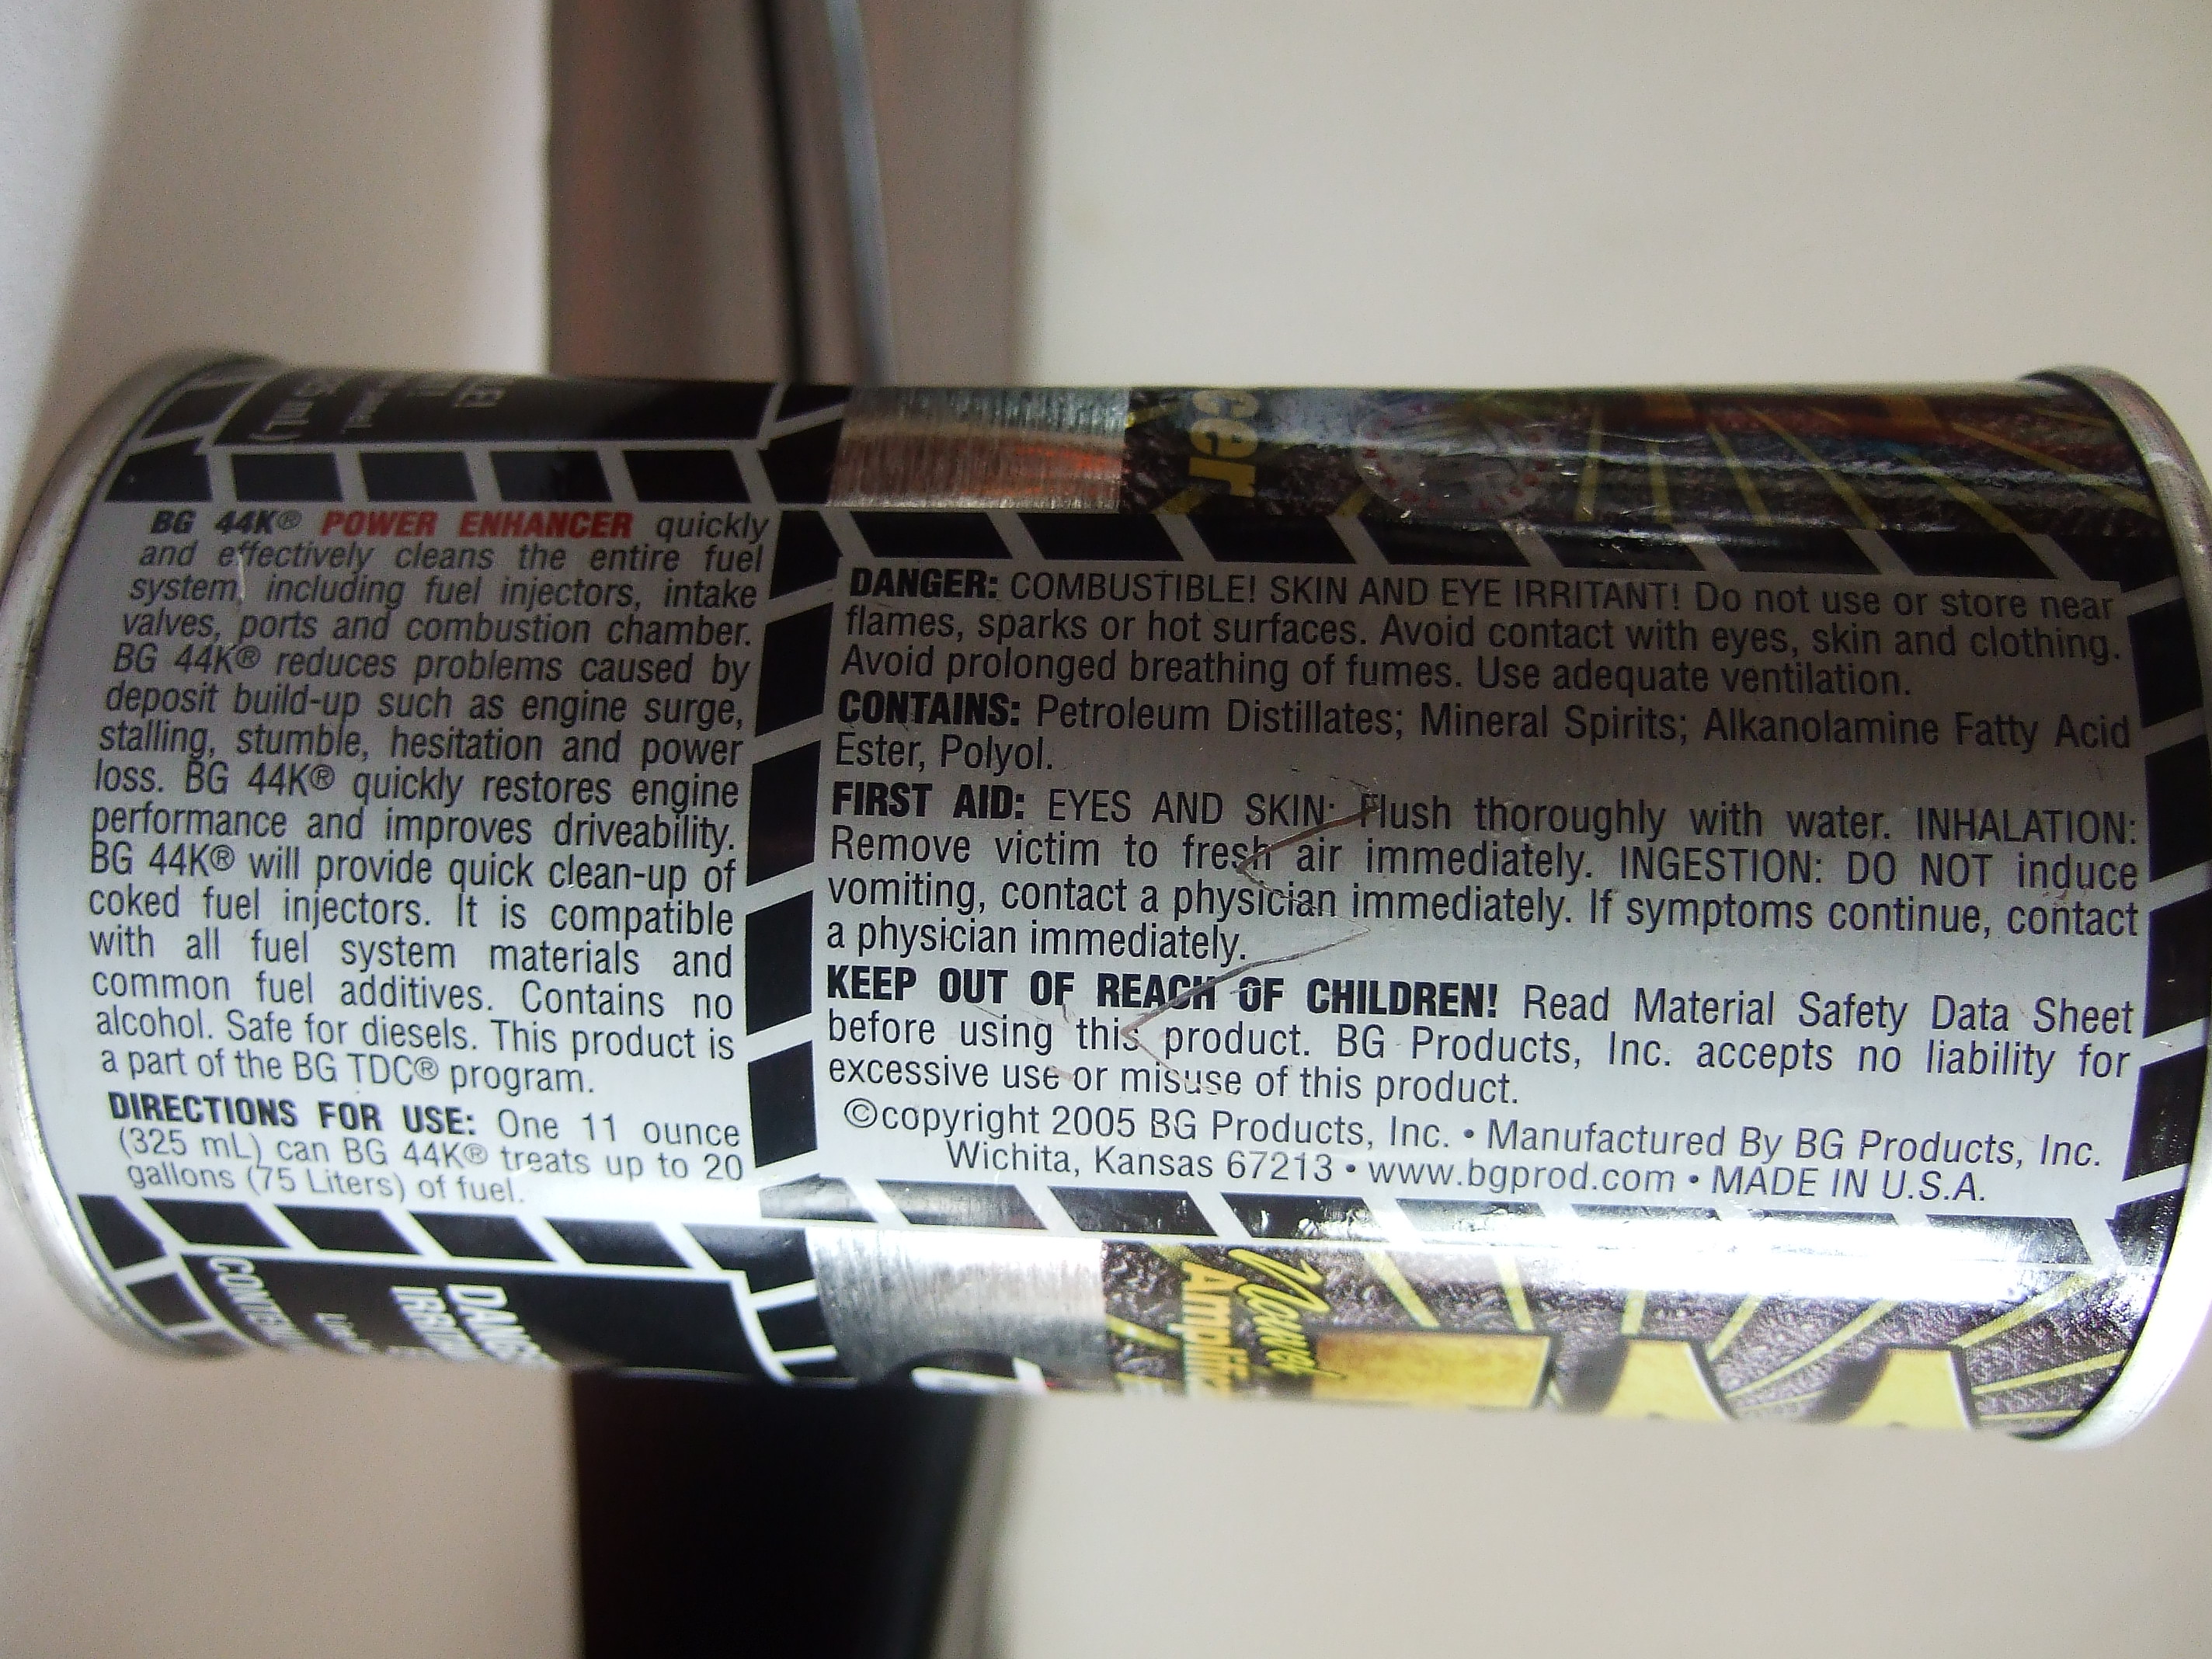 cer
BG 44K® POWER ENHANCER quickly
and effectively cleans the entire fuel
system, including fuel injectors, intake
valves, ports and combustion chamber.
BG 44K® reduces problems caused by
deposit build-up such as engine surge,
stalling, stumble, hesitation and power
loss. BG 44K® quickly restores engine
performance and improves driveability.
BG 44K® will provide quick clean-up of
coked fuel injectors. It is compatible
with all fuel system materials and
common fuel additives. Contains no
alcohol. Safe for diesels. This product is
a part of the BG TDC® program.
DIRECTIONS FOR USE: One 11 ounce
(325 mL) can BG 44K® treats up to 20
gallons (75 Liters) of fuel.
DANGER: COMBUSTIBLE! SKIN AND EYE IRRITANT! Do not use or store near
flames, sparks or hot surfaces. Avoid contact with eyes, skin and clothing.
Avoid prolonged breathing of fumes. Use adequate ventilation.
CONTAINS: Petroleum Distillates; Mineral Spirits; Alkanolamine Fatty Acid
Ester, Polyol.
FIRST AID: EYES AND SKIN: Flush thoroughly with water. INHALATION:
Remove victim to fresh air immediately. INGESTION: DO NOT induce
vomiting, contact a physician immediately. If symptoms continue, contact
a physician immediately.
KEEP OUT OF REACH OF CHILDREN! Read Material Safety Data Sheet
before using this product. BG Products, Inc. accepts no liability for
excessive use or misuse of this product.
©copyright 2005 BG Products, Inc. • Manufactured By BG Products, Inc.
Wichita, Kansas 67213 • www.bgprod.com • MADE IN U.S.A.
Power